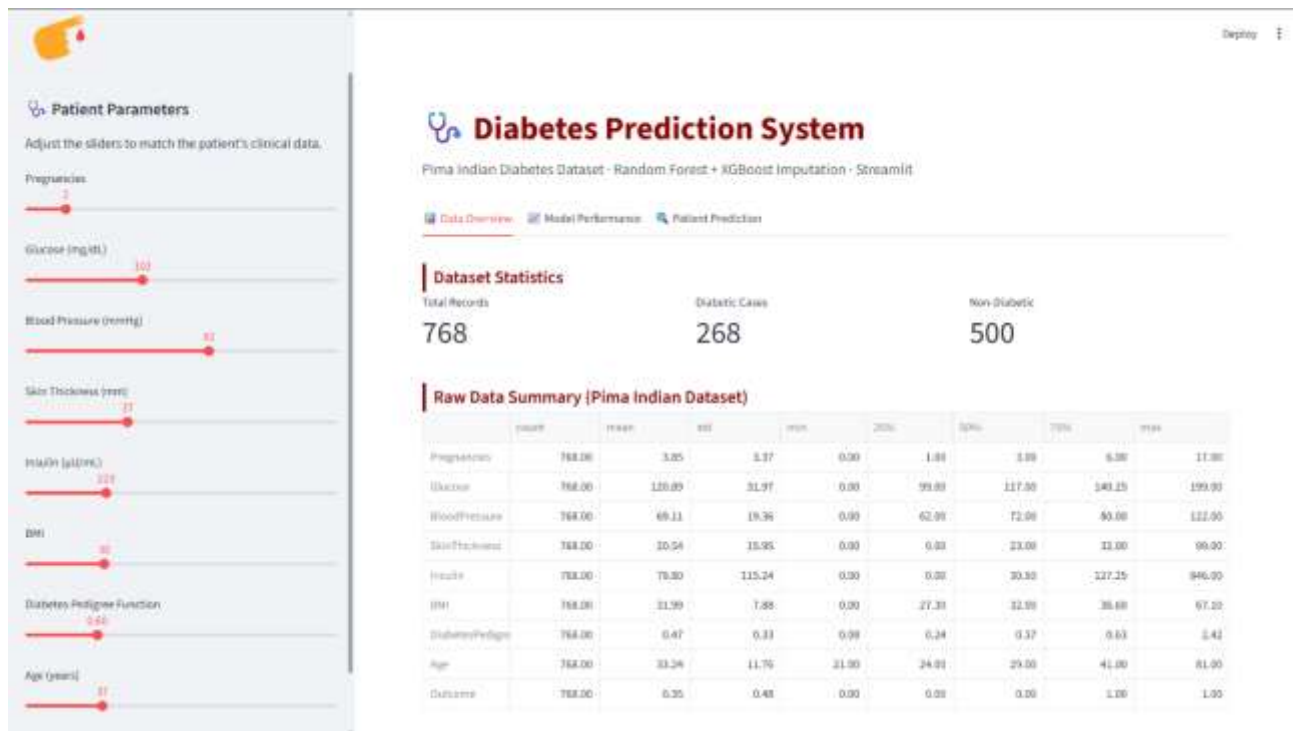 Deploy
Patient Parameters
Adjust the sliders to match the patient's clinical data.
Pregnancies
Glucose (mg/dL)
Blood Pressure (mmHg)
Skin Thickness (mm)
27
Insulin (μU/mL)
BMI
Diabetes Pedigree Function
Age (years)
Diabetes Prediction System
Pima Indian Diabetes Dataset · Random Forest + XGBoost Imputation · Streamlit
Data Overview Model Performance Patient Prediction
Dataset Statistics
Total Records Diabetic Cases Non-Diabetic
768 268 500
Raw Data Summary (Pima Indian Dataset)
count mean std min 25% 50% 75% max
Pregnancies 768.00 3.85 3.37 0.00 1.00 3.00 6.00 17.00
Glucose 768.00 120.89 31.97 0.00 99.00 117.00 140.25 199.00
BloodPressure 768.00 69.11 19.36 0.00 62.00 72.00 80.00 122.00
SkinThickness 768.00 20.54 15.95 0.00 0.00 23.00 32.00 99.00
Insulin 768.00 79.80 115.24 0.00 0.00 30.50 127.25 846.00
BMI 768.00 31.99 7.88 0.00 27.30 32.00 36.60 67.10
DiabetesPedigre 768.00 0.47 0.33 0.08 0.24 0.37 0.63 2.42
Age 768.00 33.24 11.76 21.00 24.00 29.00 41.00 81.00
Outcome 768.00 0.35 0.48 0.00 0.00 0.00 1.00 1.00